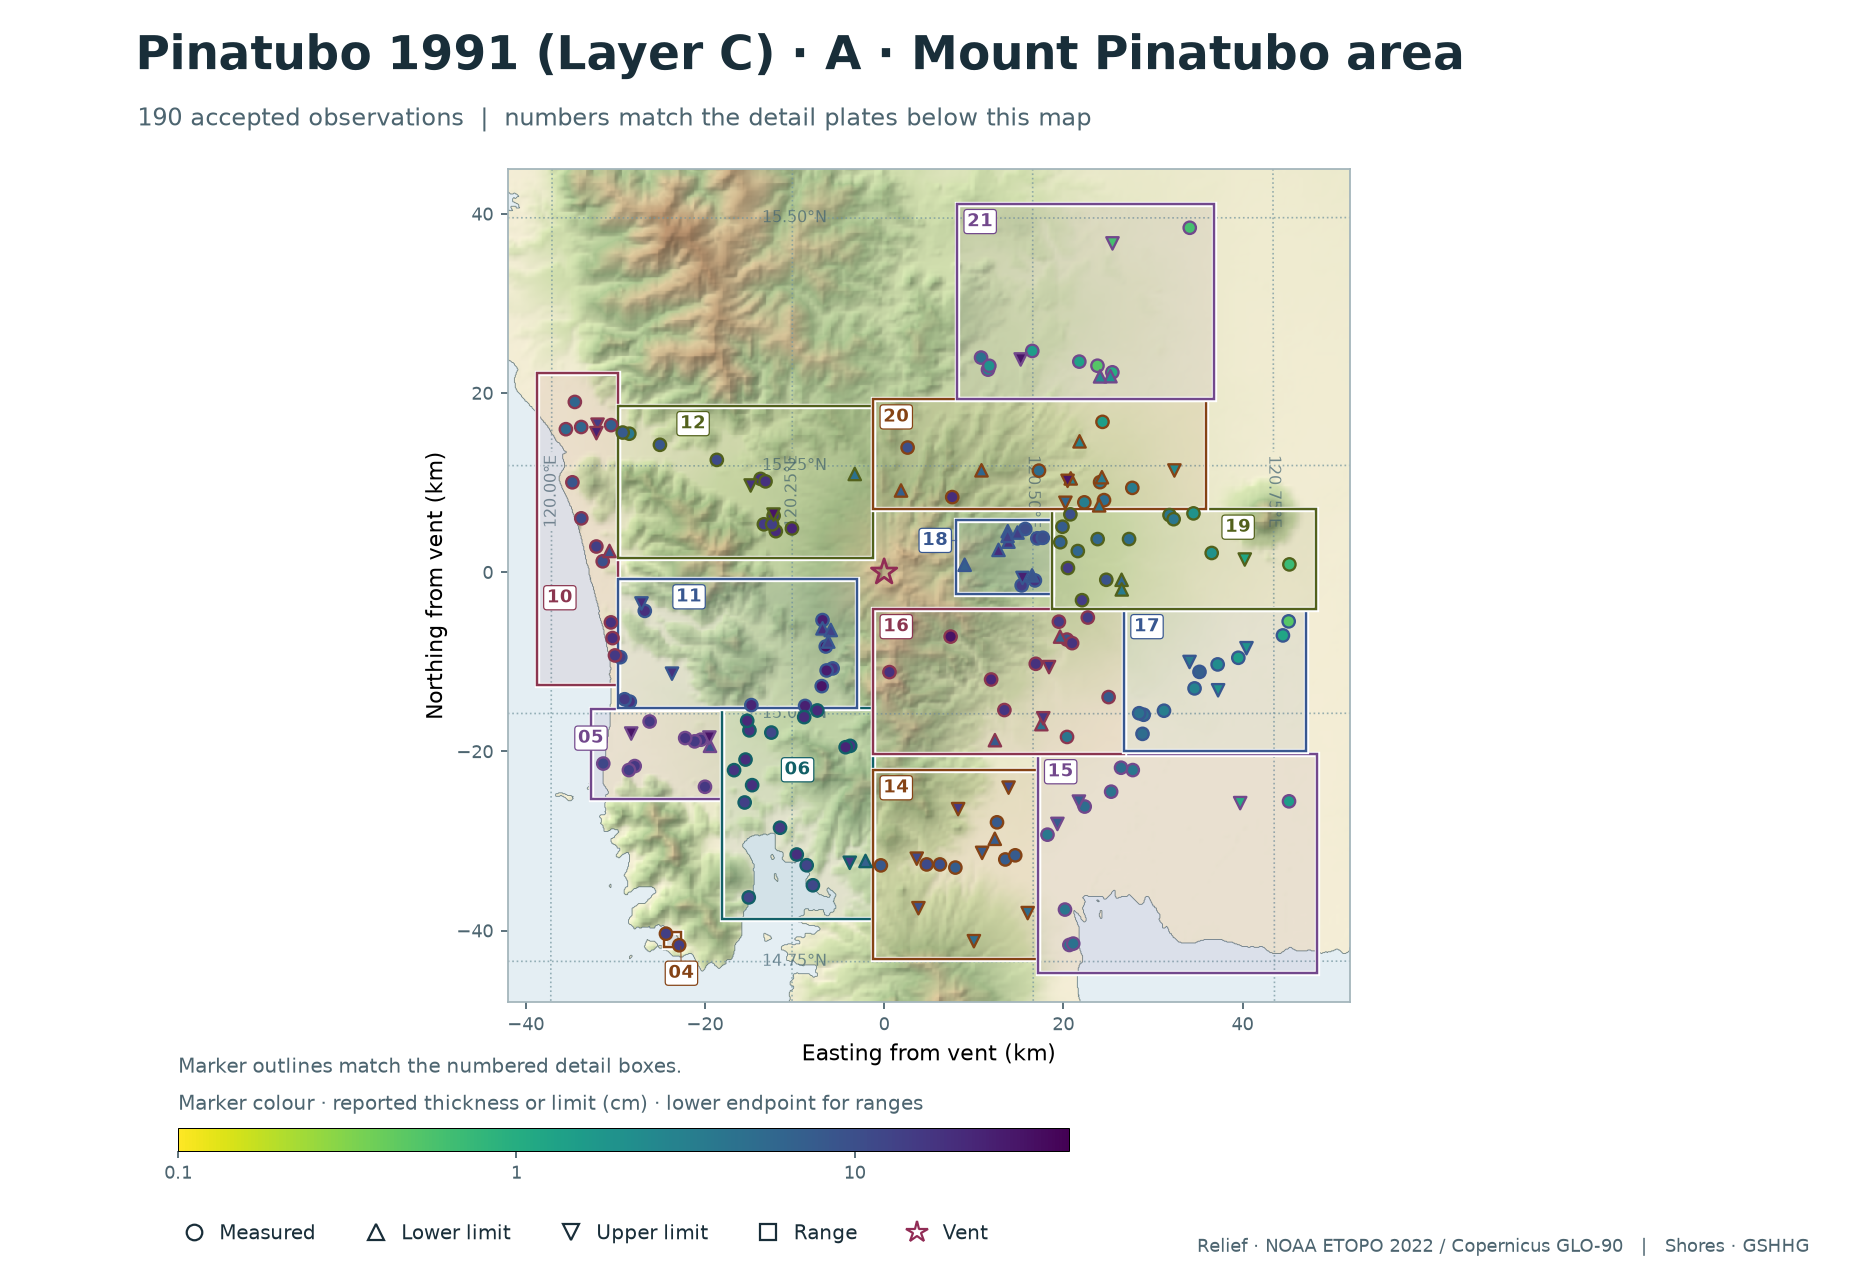 Pinatubo 1991 (Layer C) · A · Mount Pinatubo area
190 accepted observations | numbers match the detail plates below this map
Northing from vent (km)
40
20
0
−20
−40
15.50°N
15.25°N
14.75°N
120.00°E
120.25°E
120.50°
120.75°E
21
20
12
18
19
10
11
16
17
05
06
15
14
04
−40
−20
0
20
40
Easting from vent (km)
Marker outlines match the numbered detail boxes.
Marker colour · reported thickness or limit (cm) · lower endpoint for ranges
0.1
1
10
Measured
Lower limit
Upper limit
Range
Vent
Relief · NOAA ETOPO 2022 / Copernicus GLO-90 | Shores · GSHHG